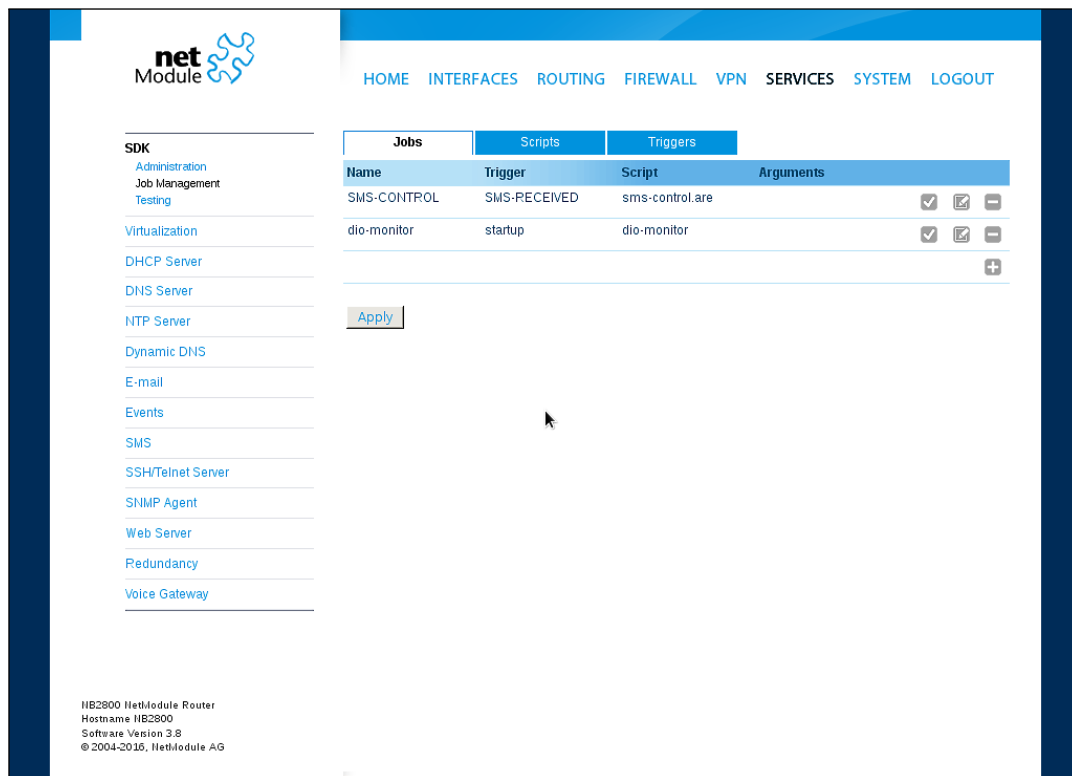 net
Module
HOME INTERFACES ROUTING FIREWALL VPN SERVICES SYSTEM LOGOUT
SDK
Administration
Job Management
Testing
Virtualization
DHCP Server
DNS Server
NTP Server
Dynamic DNS
E-mail
Events
SMS
SSH/Telnet Server
SNMP Agent
Web Server
Redundancy
Voice Gateway
Jobs Scripts Triggers
Name Trigger Script Arguments
SMS-CONTROL SMS-RECEIVED sms-control.are
dio-monitor startup dio-monitor
Apply
NB2800 NetModule Router
Hostname NB2800
Software Version 3.8
© 2004-2016, NetModule AG